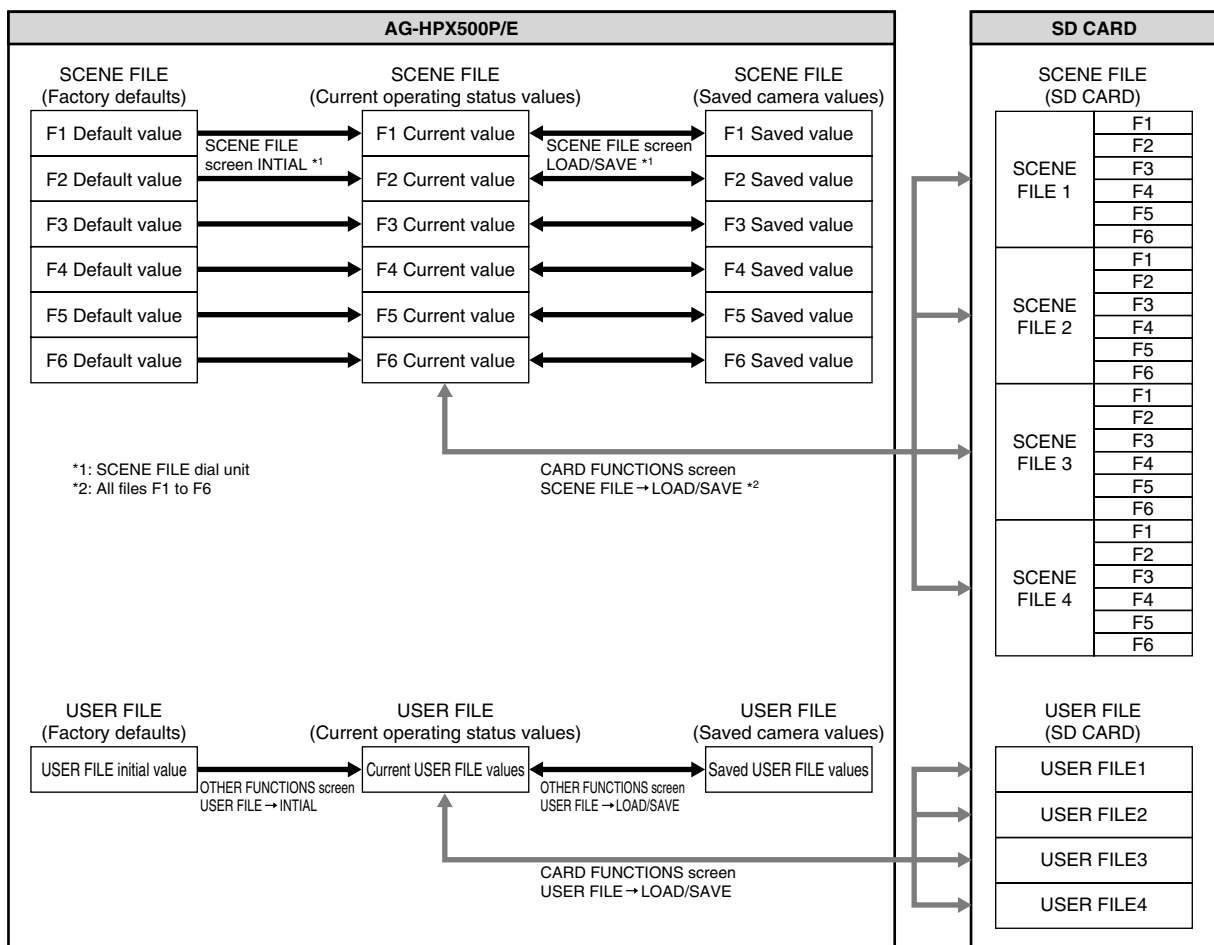 AG-HPX500P/E
SD CARD
SCENE FILE
(Factory defaults)
SCENE FILE
(Current operating status values)
SCENE FILE
(Saved camera values)
SCENE FILE
(SD CARD)
F1 Default value
F2 Default value
F3 Default value
F4 Default value
F5 Default value
F6 Default value
SCENE FILE
screen INTIAL *1
F1 Current value
F2 Current value
F3 Current value
F4 Current value
F5 Current value
F6 Current value
SCENE FILE screen
LOAD/SAVE *1
F1 Saved value
F2 Saved value
F3 Saved value
F4 Saved value
F5 Saved value
F6 Saved value
SCENE
FILE 1
F1
F2
F3
F4
F5
F6
SCENE
FILE 2
F1
F2
F3
F4
F5
F6
SCENE
FILE 3
F1
F2
F3
F4
F5
F6
SCENE
FILE 4
F1
F2
F3
F4
F5
F6
*1: SCENE FILE dial unit
*2: All files F1 to F6
CARD FUNCTIONS screen
SCENE FILE→LOAD/SAVE *2
USER FILE
(Factory defaults)
USER FILE
(Current operating status values)
USER FILE
(Saved camera values)
USER FILE
(SD CARD)
USER FILE initial value
OTHER FUNCTIONS screen
USER FILE→INTIAL
Current USER FILE values
OTHER FUNCTIONS screen
USER FILE→LOAD/SAVE
Saved USER FILE values
USER FILE1
USER FILE2
USER FILE3
USER FILE4
CARD FUNCTIONS screen
USER FILE→LOAD/SAVE